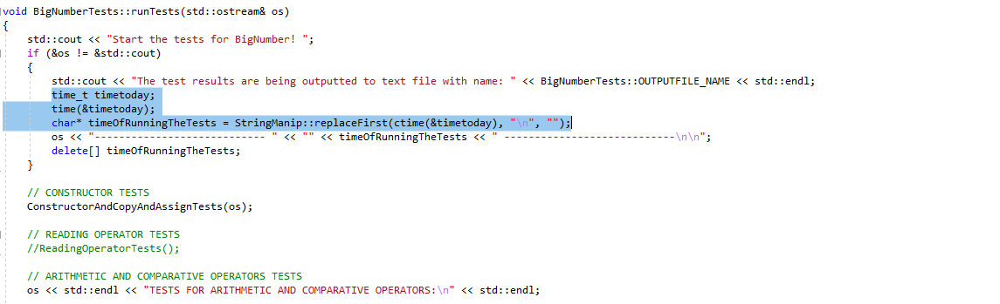 void BigNumberTests::runTests(std::ostream& os)
{
    std::cout << "Start the tests for BigNumber! ";
    if (&os != &std::cout)
    {
        std::cout << "The test results are being outputted to text file with name: " << BigNumberTests::OUTPUTFILE_NAME << std::endl;
        time_t timetoday;
        time(&timetoday);
        char* timeOfRunningTheTests = StringManip::replaceFirst(ctime(&timetoday), "\n", "");
        os << "--------------------------- " << "" << timeOfRunningTheTests << " ---------------------------\n\n";
        delete[] timeOfRunningTheTests;
    }

    // CONSTRUCTOR TESTS
    ConstructorAndCopyAndAssignTests(os);

    // READING OPERATOR TESTS
    //ReadingOperatorTests();

    // ARITHMETIC AND COMPARATIVE OPERATORS TESTS
    os << std::endl << "TESTS FOR ARITHMETIC AND COMPARATIVE OPERATORS:\n" << std::endl;